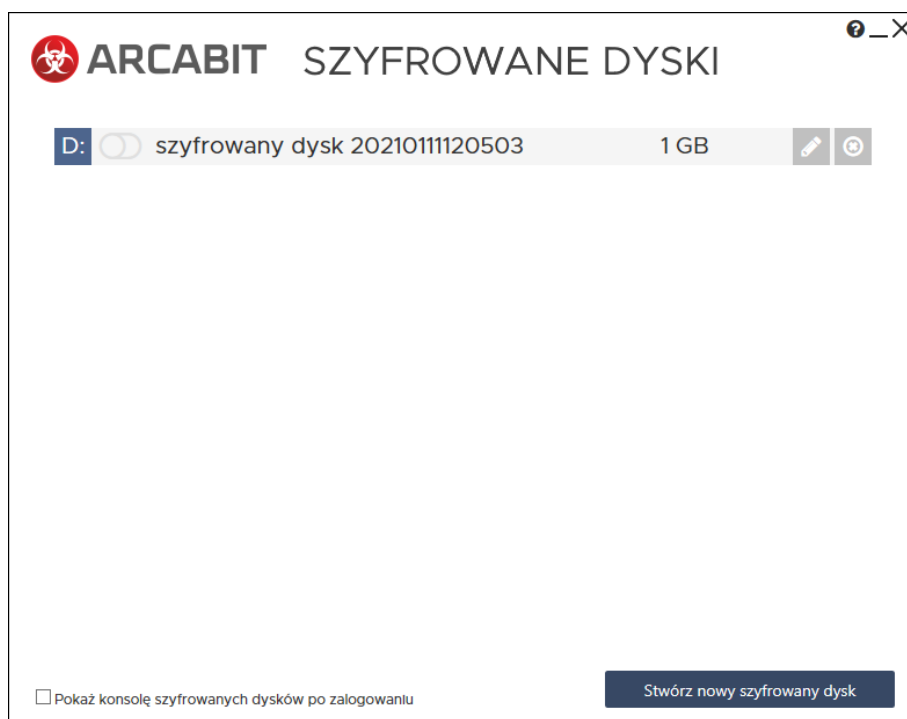 ARCABIT SZYFROWANE DYSKI
D: szyfrowany dysk 20210111120503 1 GB
Pokaż konsolę szyfrowanych dysków po zalogowaniu
Stwórz nowy szyfrowany dysk